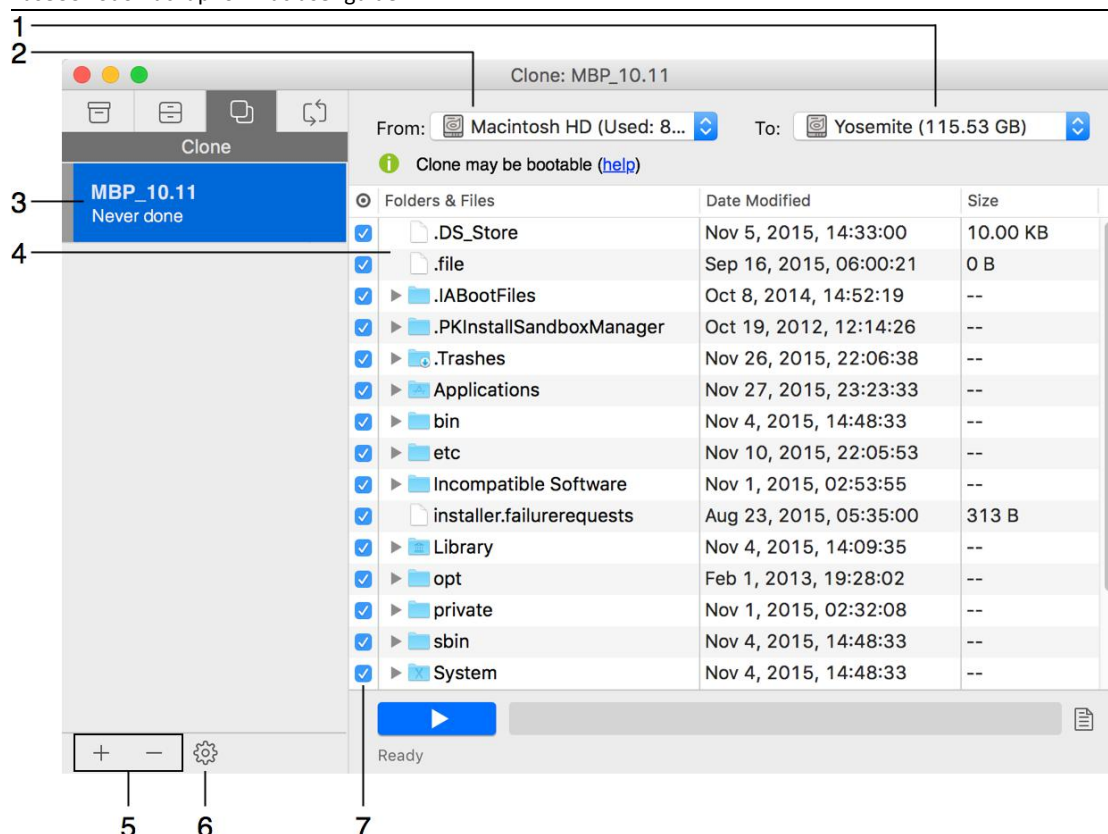 1
2
Clone: MBP_10.11
From: Macintosh HD (Used: 8... To: Yosemite (115.53 GB)
Clone
Clone may be bootable (help)
3
MBP_10.11
Never done
Folders & Files Date Modified Size
4
.DS_Store Nov 5, 2015, 14:33:00 10.00 KB
.file Sep 16, 2015, 06:00:21 0 B
.IABootFiles Oct 8, 2014, 14:52:19 --
.PKInstallSandboxManager Oct 19, 2012, 12:14:26 --
.Trashes Nov 26, 2015, 22:06:38 --
Applications Nov 27, 2015, 23:23:33 --
bin Nov 4, 2015, 14:48:33 --
etc Nov 10, 2015, 22:05:53 --
Incompatible Software Nov 1, 2015, 02:53:55 --
installer.failurerequests Aug 23, 2015, 05:35:00 313 B
Library Nov 4, 2015, 14:09:35 --
opt Feb 1, 2013, 19:28:02 --
private Nov 1, 2015, 02:32:08 --
sbin Nov 4, 2015, 14:48:33 --
System Nov 4, 2015, 14:48:33 --
Ready
5 6 7